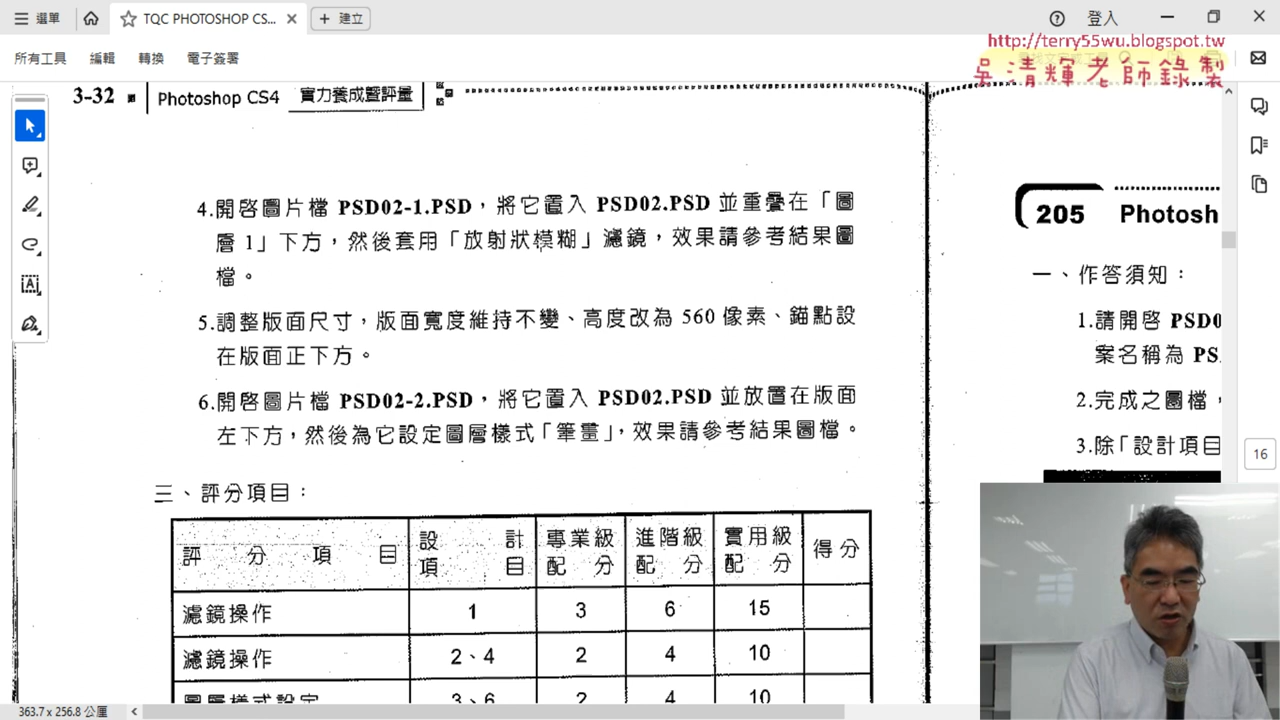 選單
TQC PHOTOSHOP CS...
建立
登入
http://terry55wu.blogspot.tw
吳清輝老師錄製
所有工具
編輯
轉換
電子簽署
3-32
Photoshop CS4
實力養成暨評量
4.開啟圖片檔 PSD02-1.PSD，將它置入 PSD02.PSD 並重疊在「圖
層 1」下方，然後套用「放射狀模糊」濾鏡，效果請參考結果圖
檔。
5.調整版面尺寸，版面寬度維持不變、高度改為 560 像素、錨點設
在版面正下方。
6.開啟圖片檔 PSD02-2.PSD，將它置入 PSD02.PSD 並放置在版面
左下方，然後為它設定圖層樣式「筆畫」，效果請參考結果圖檔。
三、評分項目：
評分項目 設計項目 專業級配分 進階級配分 實用級配分 得分
濾鏡操作 1 3 6 15
濾鏡操作 2、4 2 4 10
圖層樣式設定 3、6 2 4 10
205 Photosh
一、作答須知：
1.請開啟 PSD0
案名稱為 PS
2.完成之圖檔，
3.除「設計項目
16
363.7 x 256.8 公厘